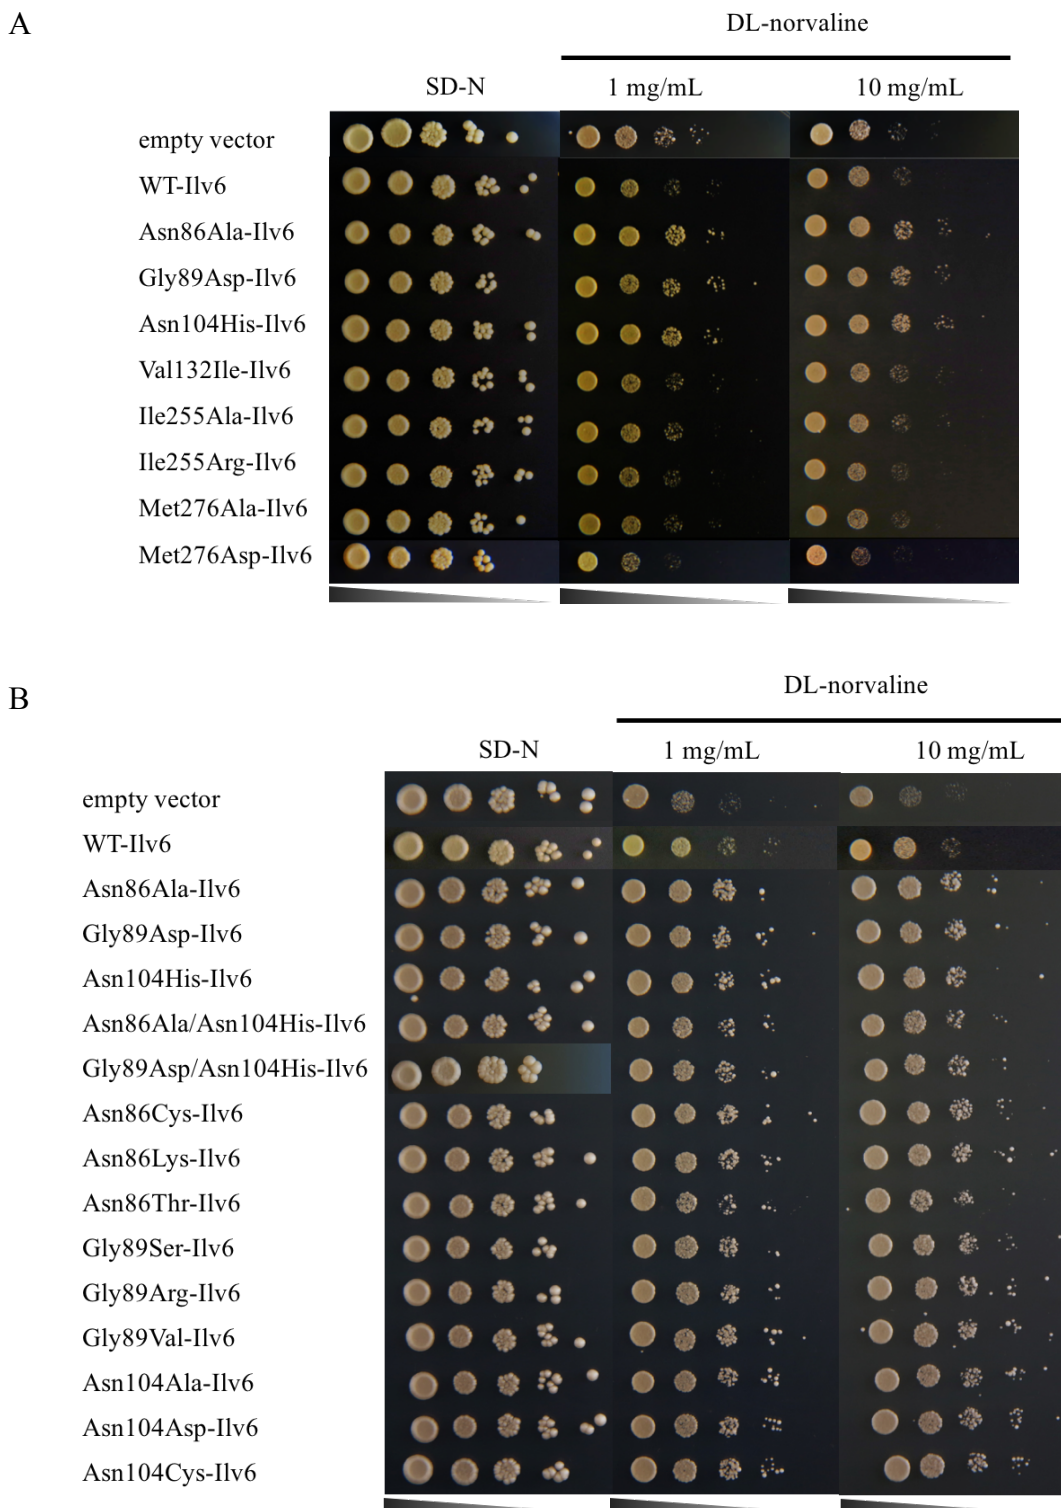 A
DL-norvaline
SD-N 1 mg/mL 10 mg/mL
empty vector
WT-Ilv6
Asn86Ala-Ilv6
Gly89Asp-Ilv6
Asn104His-Ilv6
Val132Ile-Ilv6
Ile255Ala-Ilv6
Ile255Arg-Ilv6
Met276Ala-Ilv6
Met276Asp-Ilv6
B
DL-norvaline
SD-N 1 mg/mL 10 mg/mL
empty vector
WT-Ilv6
Asn86Ala-Ilv6
Gly89Asp-Ilv6
Asn104His-Ilv6
Asn86Ala/Asn104His-Ilv6
Gly89Asp/Asn104His-Ilv6
Asn86Cys-Ilv6
Asn86Lys-Ilv6
Asn86Thr-Ilv6
Gly89Ser-Ilv6
Gly89Arg-Ilv6
Gly89Val-Ilv6
Asn104Ala-Ilv6
Asn104Asp-Ilv6
Asn104Cys-Ilv6